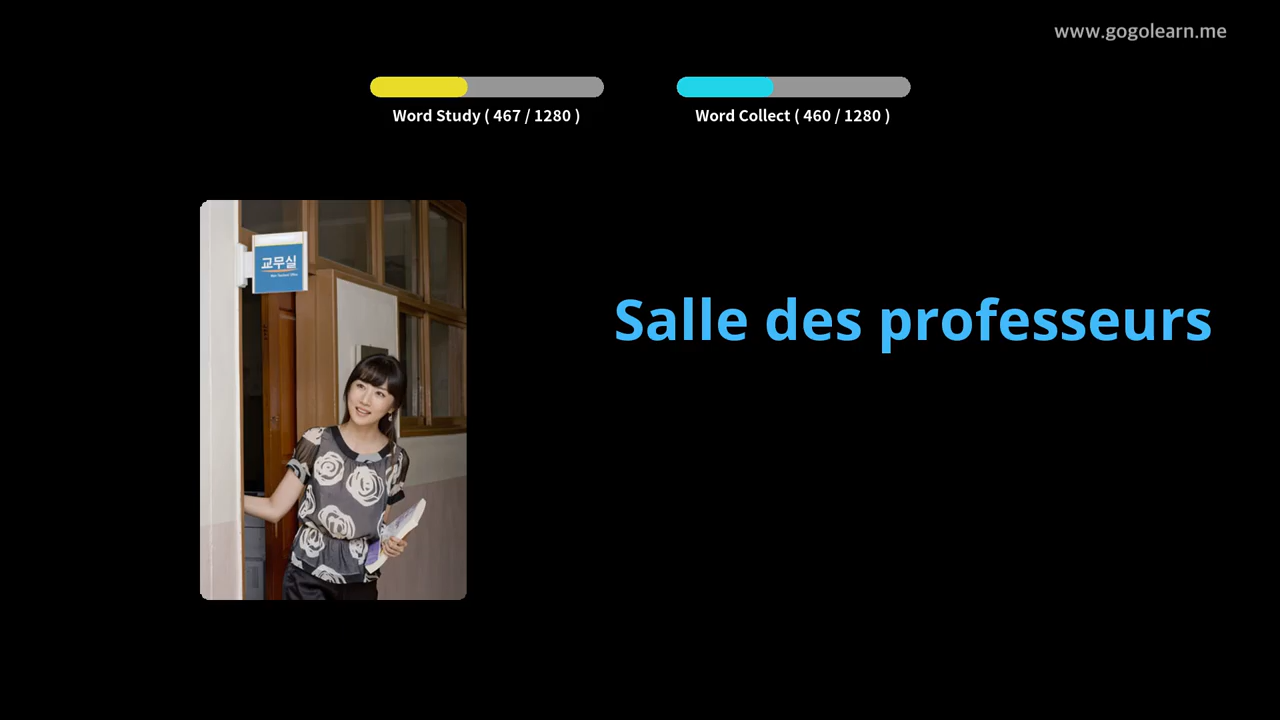 www.gogolearn.me
Word Study ( 467 / 1280 )
Word Collect ( 460 / 1280 )
교무실
Salle des professeurs